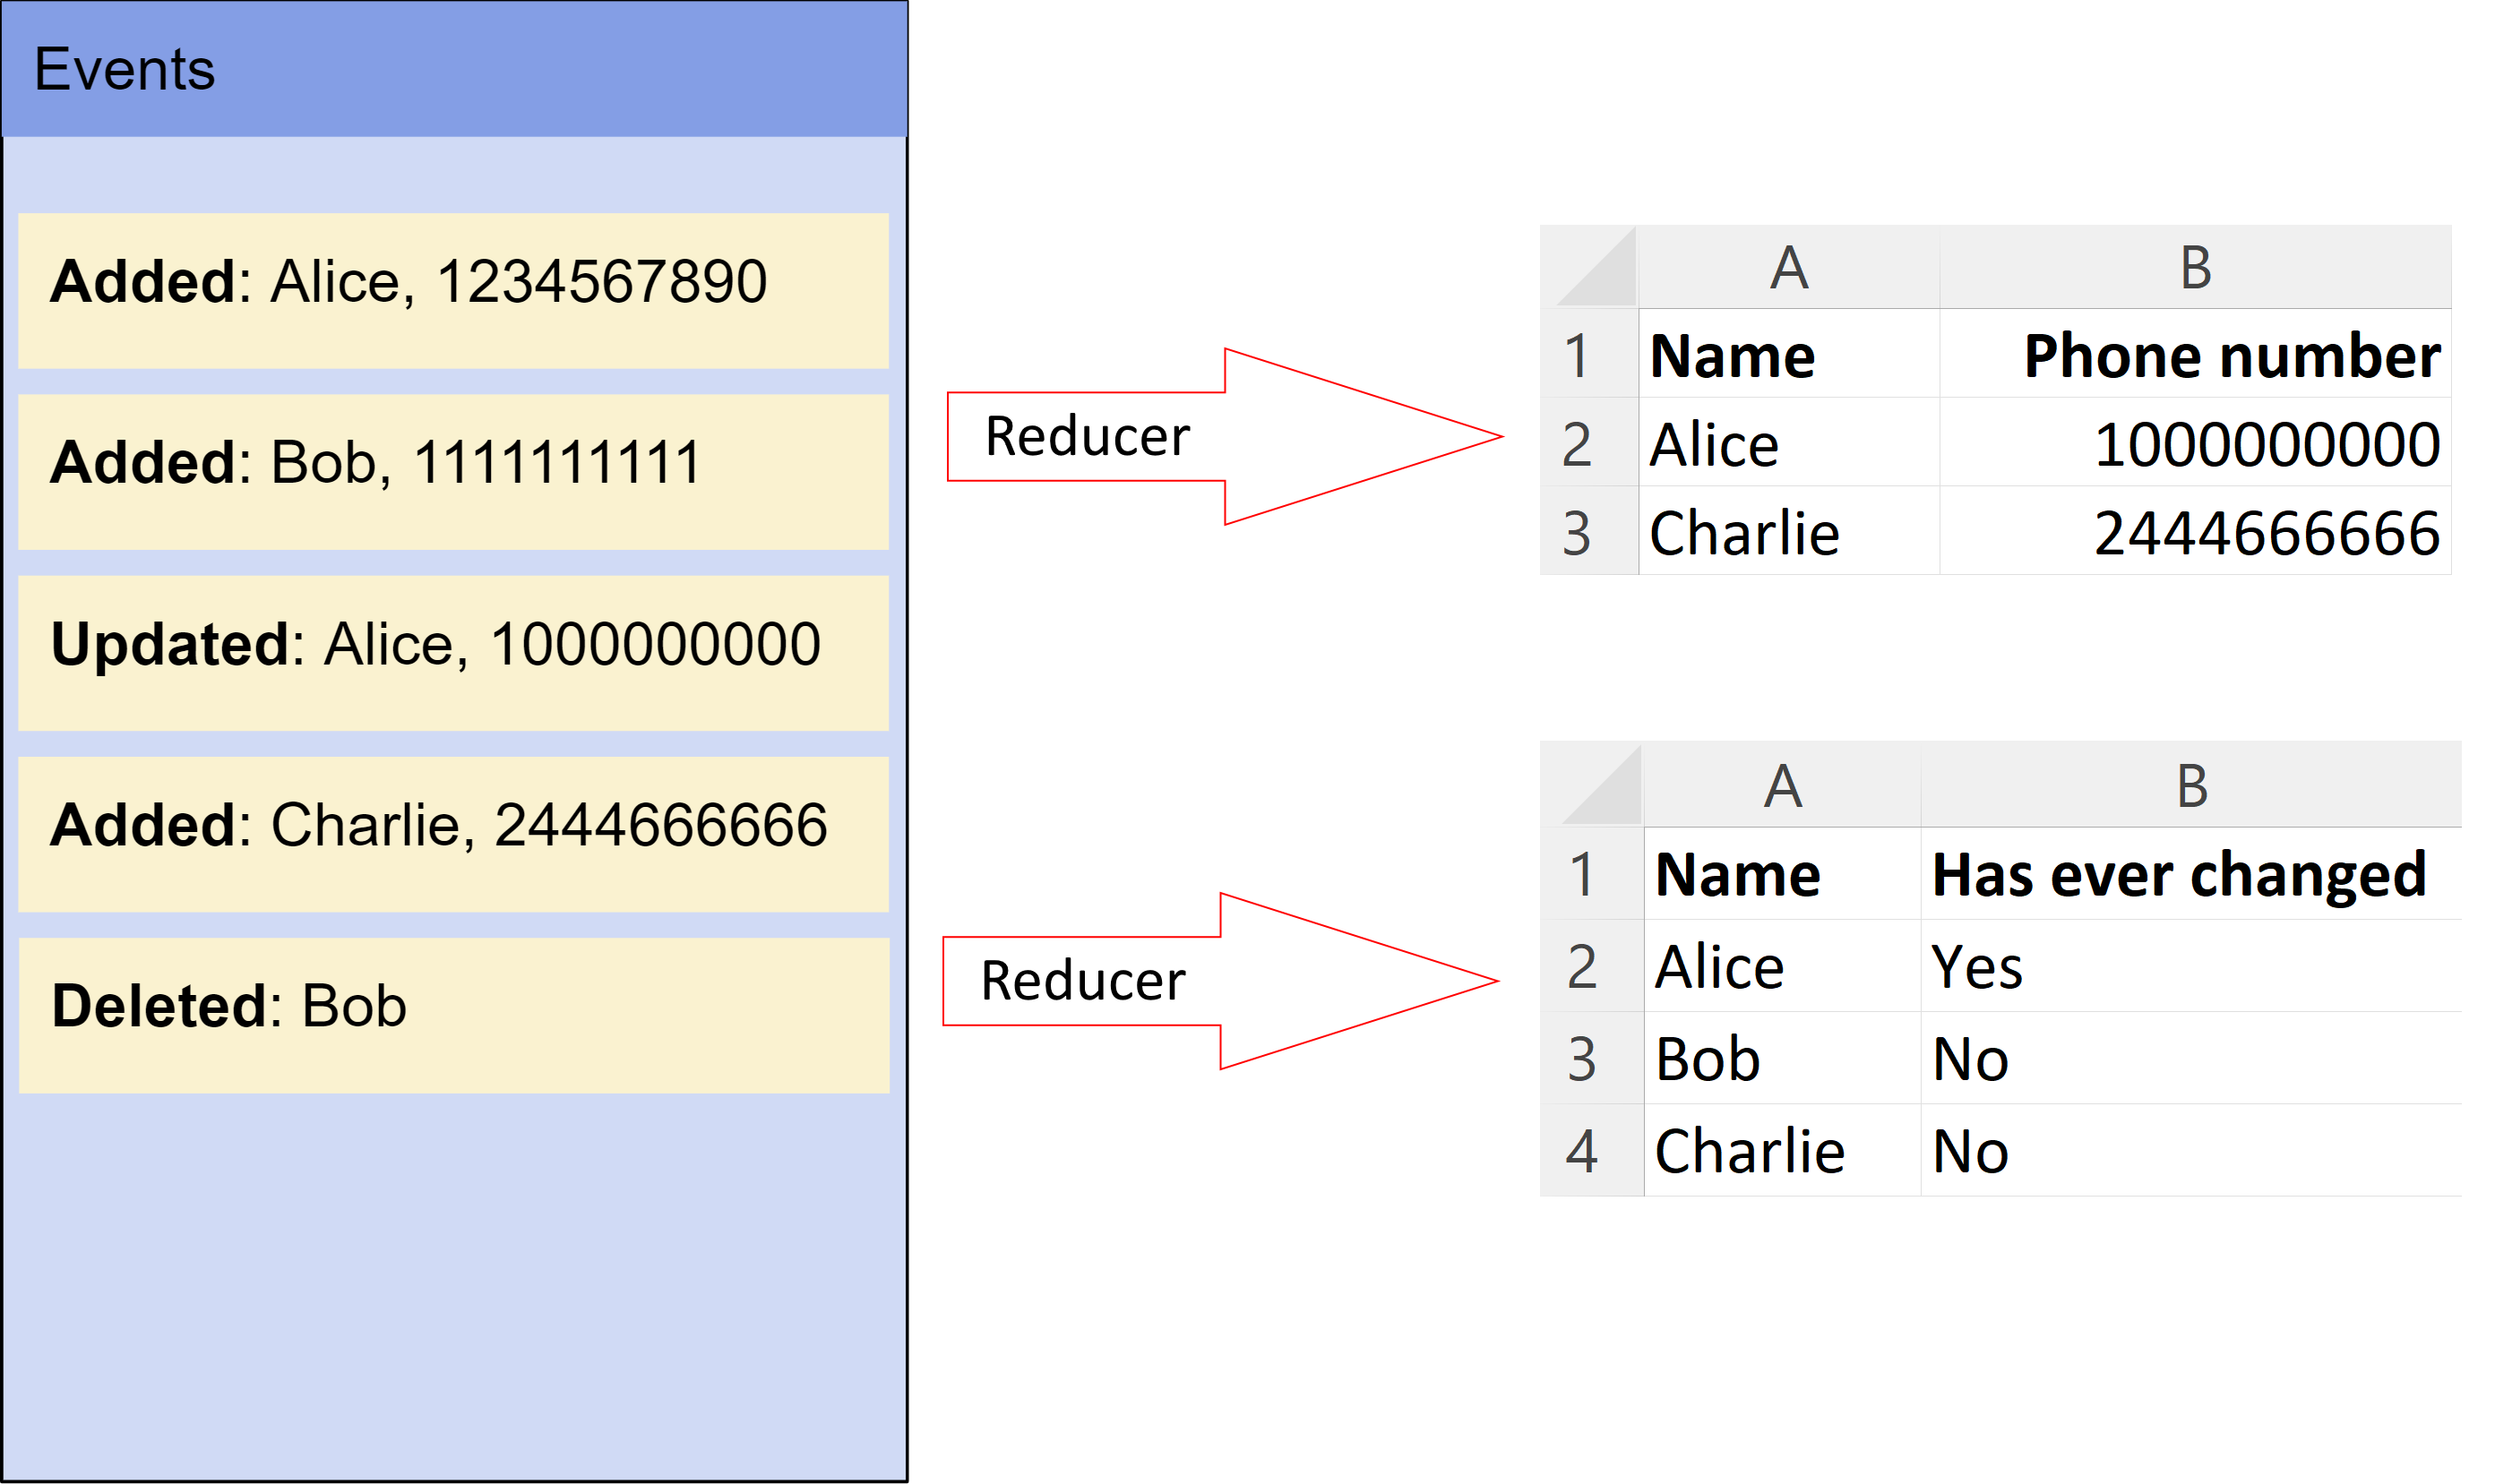 Events
Added: Alice, 1234567890
Added: Bob, 1111111111
Updated: Alice, 1000000000
Added: Charlie, 2444666666
Deleted: Bob
Reducer
A B
1 Name Phone number
2 Alice 1000000000
3 Charlie 2444666666
Reducer
A B
1 Name Has ever changed
2 Alice Yes
3 Bob No
4 Charlie No